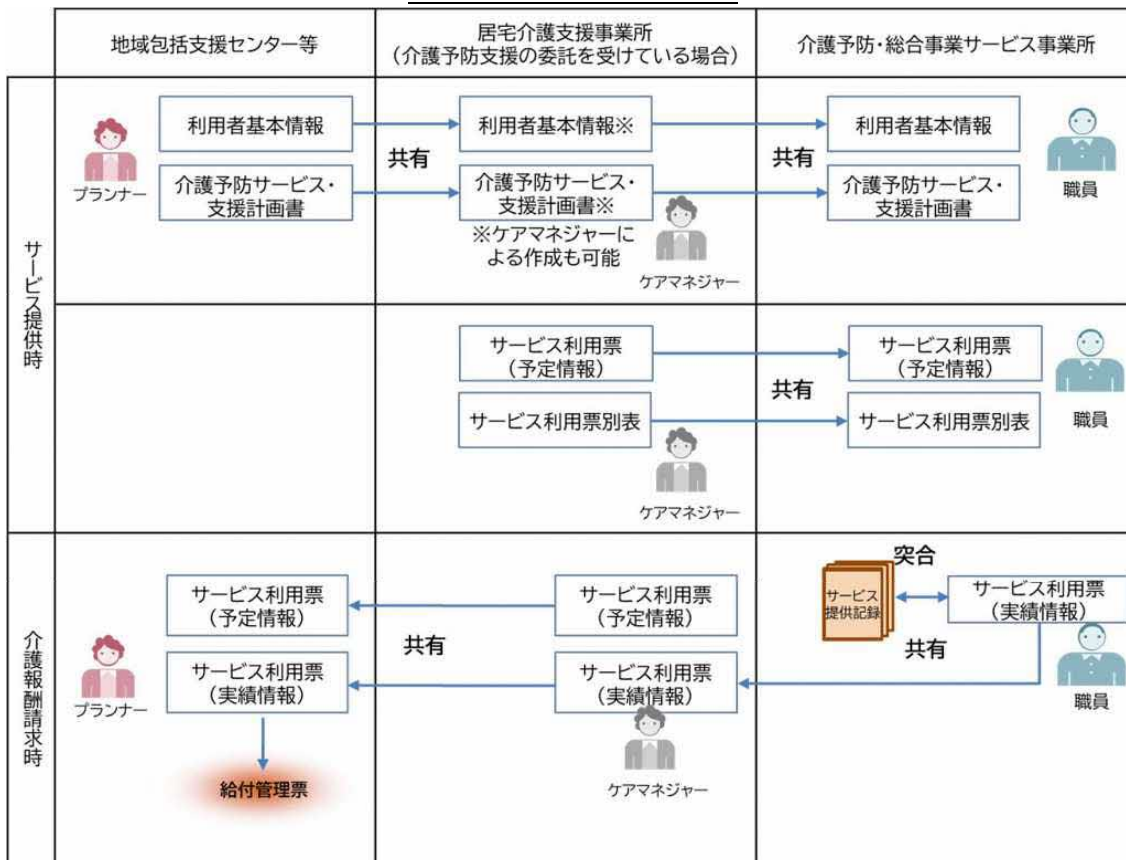 地域包括支援センター等
居宅介護支援事業所
(介護予防支援の委託を受けている場合)
介護予防・総合事業サービス事業所
サービス提供時
プランナー
利用者基本情報
介護予防サービス・
支援計画書
共有
利用者基本情報※
介護予防サービス・
支援計画書※
※ケアマネジャーに
よる作成も可能
ケアマネジャー
共有
利用者基本情報
介護予防サービス・
支援計画書
職員
サービス利用票
(予定情報)
サービス利用票別表
ケアマネジャー
共有
サービス利用票
(予定情報)
サービス利用票別表
職員
介護報酬請求時
プランナー
サービス利用票
(予定情報)
サービス利用票
(実績情報)
給付管理票
共有
サービス利用票
(予定情報)
サービス利用票
(実績情報)
ケアマネジャー
突合
サービス
提供記録
サービス利用票
(実績情報)
共有
職員